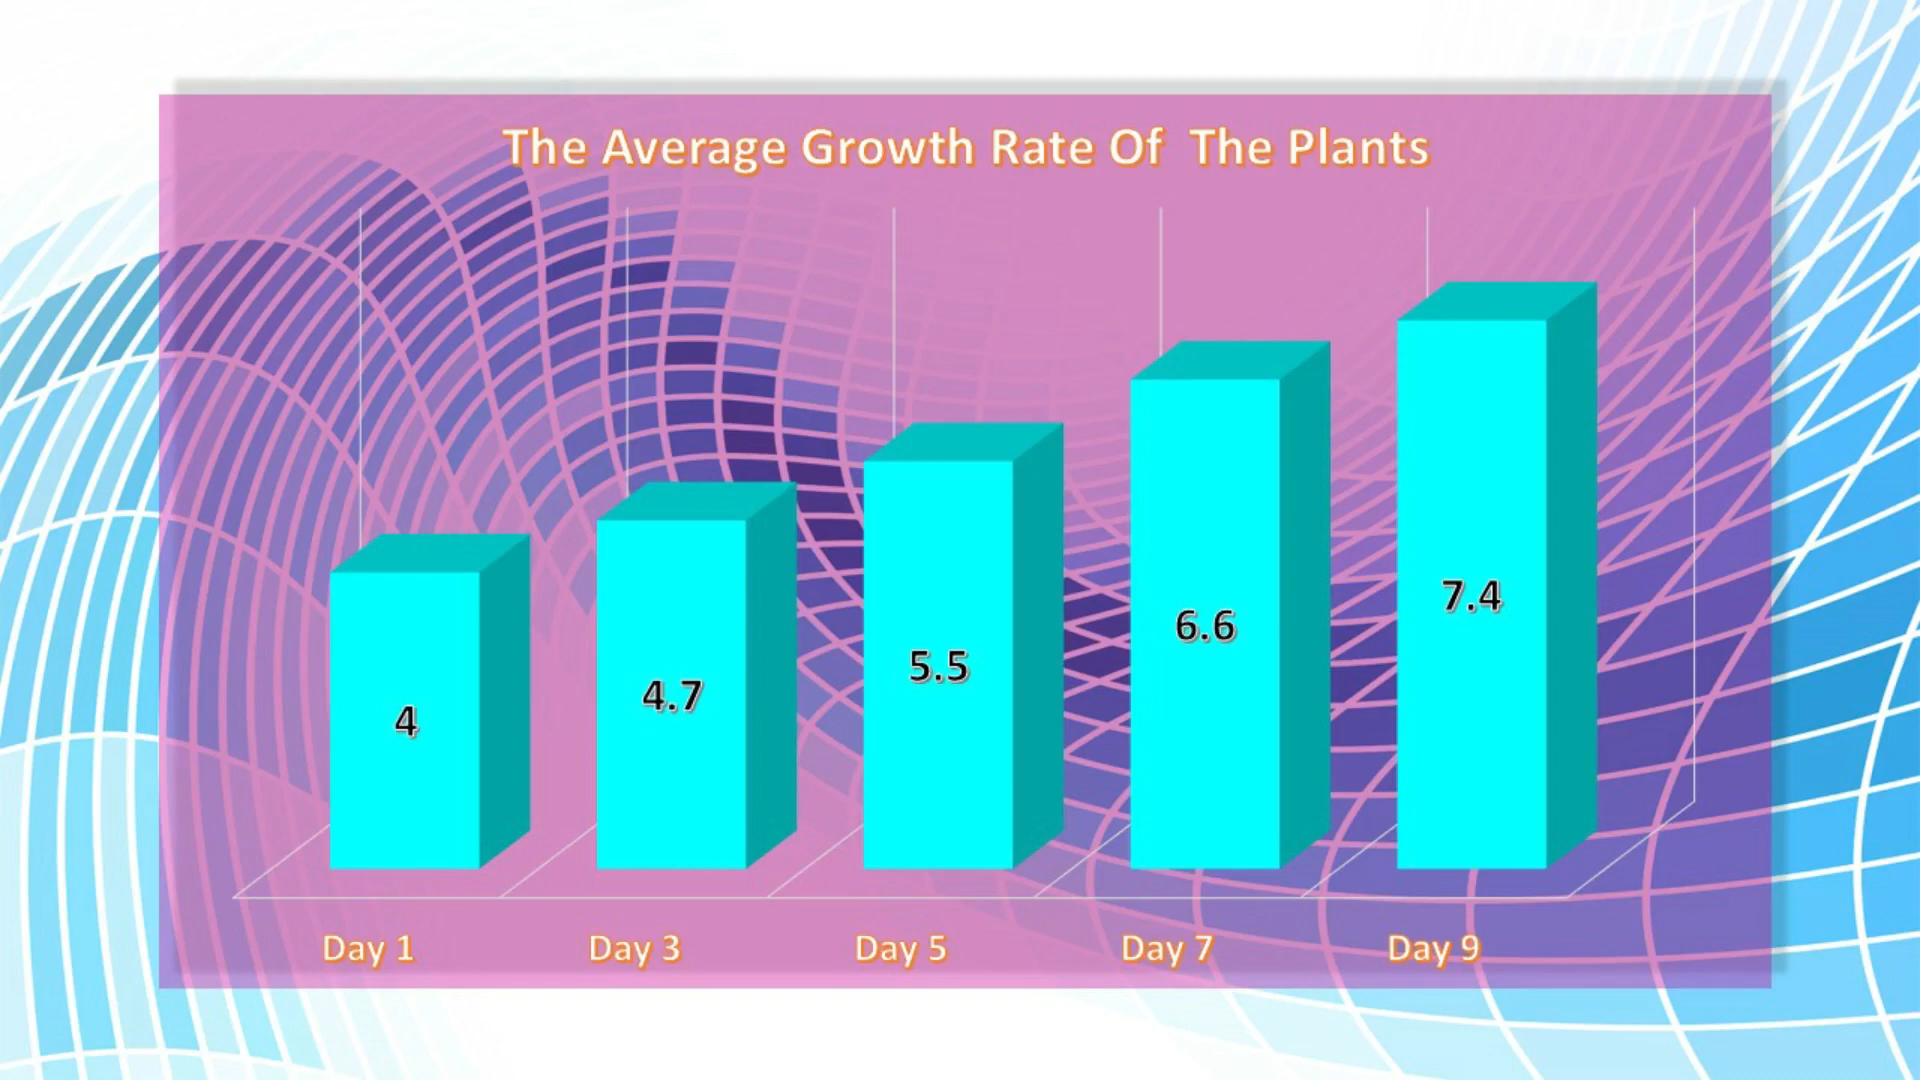 The Average Growth Rate Of  The Plants
4
4.7
5.5
6.6
7.4
Day 1
Day 3
Day 5
Day 7
Day 9